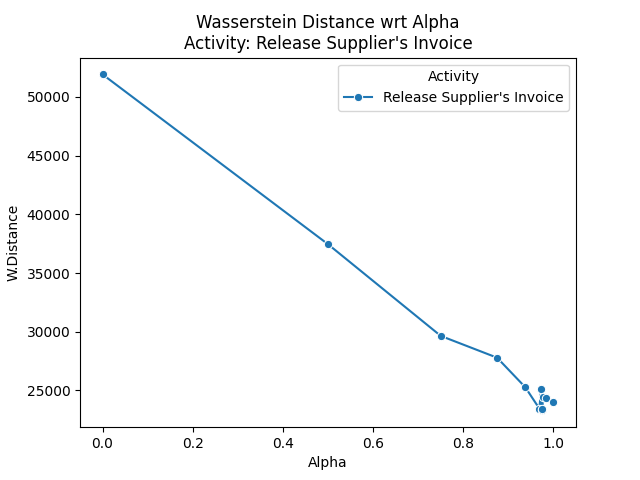 Wasserstein Distance wrt Alpha
Activity: Release Supplier's Invoice
Activity
Release Supplier's Invoice
50000
45000
40000
35000
30000
25000
W.Distance
0.0 0.2 0.4 0.6 0.8 1.0
Alpha